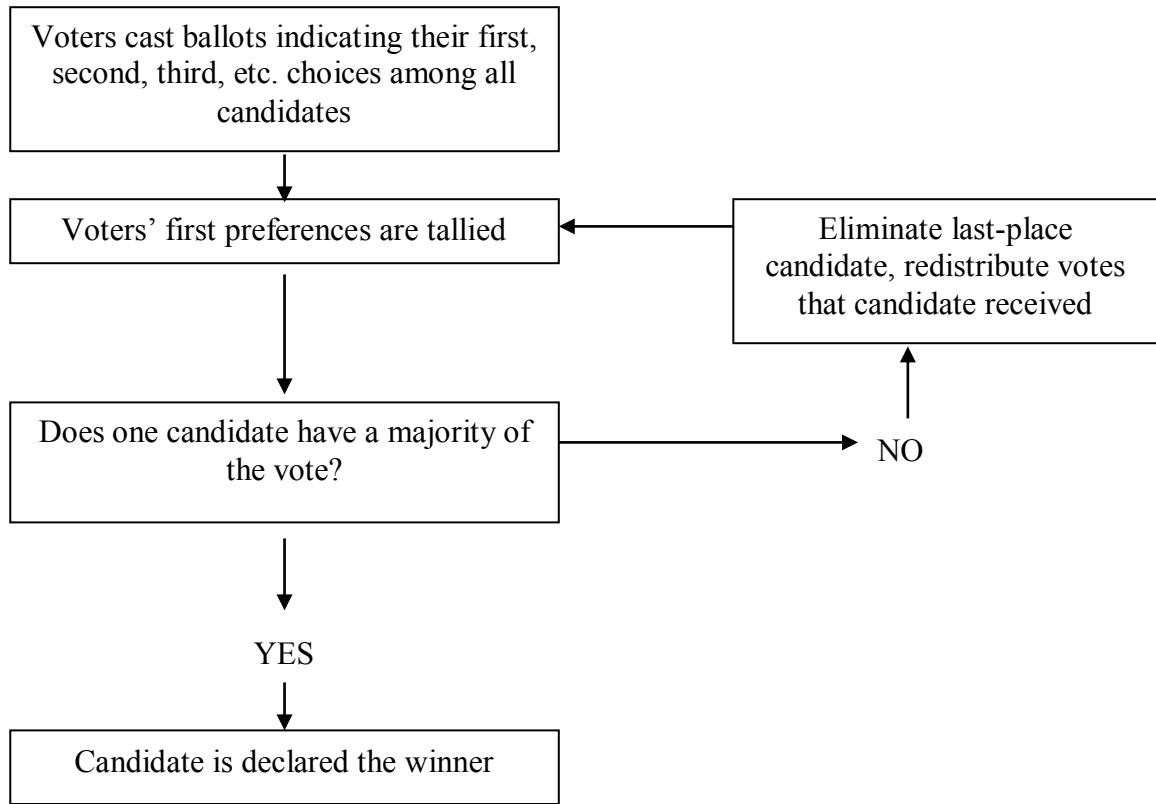 Voters cast ballots indicating their first,
second, third, etc. choices among all
candidates
Voters’ first preferences are tallied
Eliminate last-place
candidate, redistribute votes
that candidate received
Does one candidate have a majority of
the vote?
NO
YES
Candidate is declared the winner